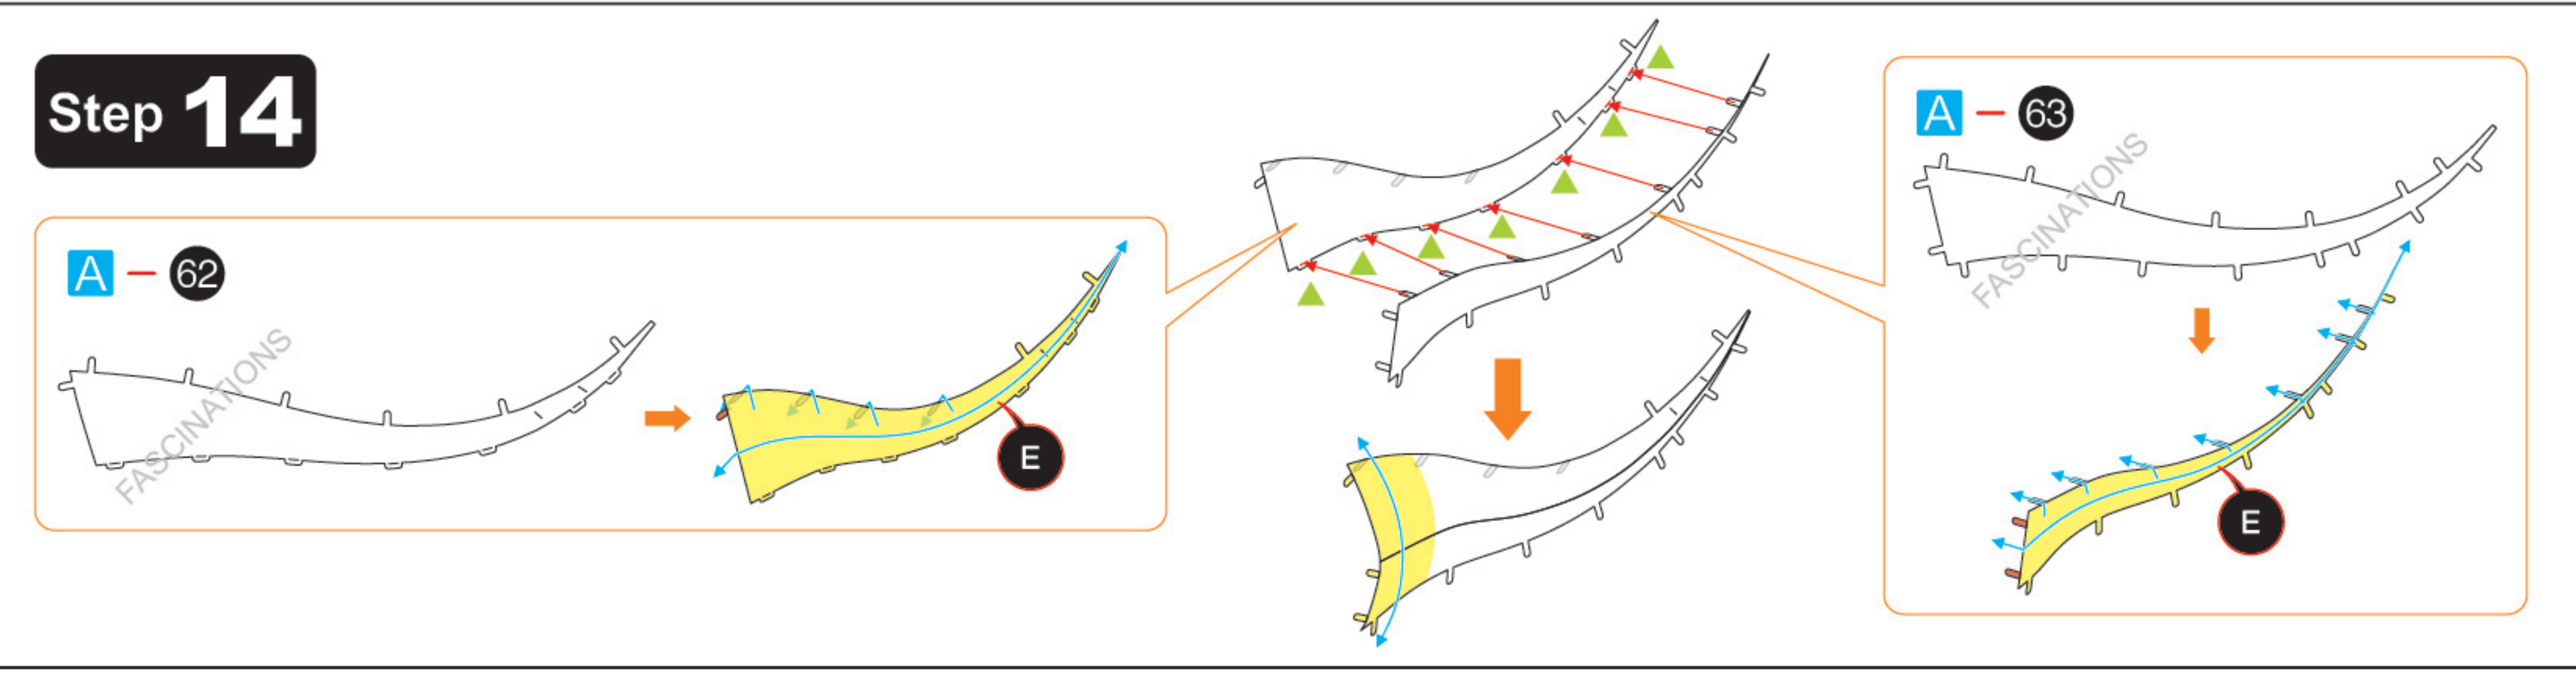 Step 14
A - 62
FASCINATIONS
E
A - 63
FASCINATIONS
E